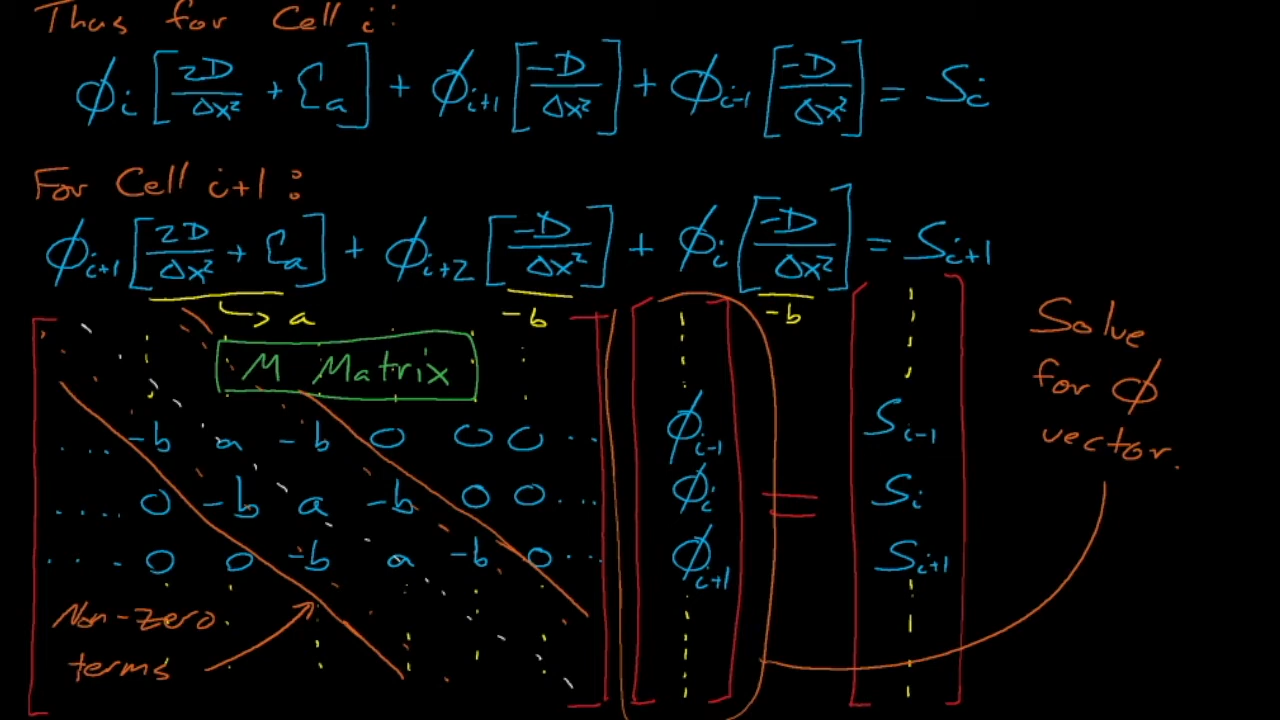 Thus for Cell i:
ϕi [2D/Δx² + Σa] + ϕi+1 [-D/Δx²] + ϕi-1 [-D/Δx²] = Si
For Cell i+1:
ϕi+1 [2D/Δx² + Σa] + ϕi+2 [-D/Δx²] + ϕi [-D/Δx²] = Si+1
a -b -b
M Matrix
.... -b a -b 0 0 0 ... ϕi-1 Si-1
..... 0 -b a -b 0 0 ... ϕi = Si
.... 0 0 -b a -b 0 ... ϕi+1 Si+1
Non-zero
terms
Solve
for ϕ
vector.